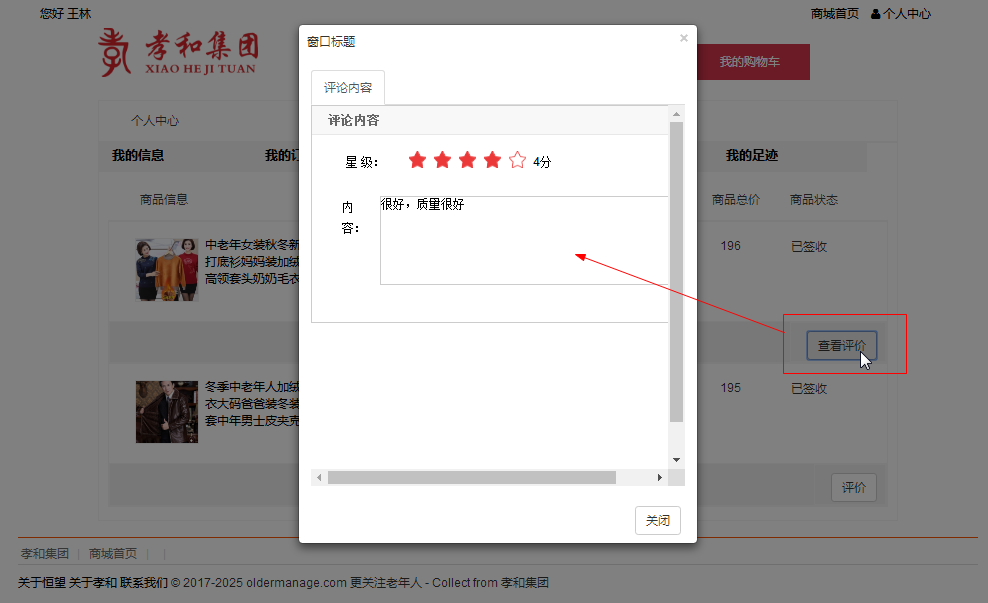 您好 王林
商城首页 个人中心
孝和集团
XIAO HE JI TUAN
我的购物车
窗口标题
×
评论内容
评论内容
星级：
4分
内
容：
很好，质量很好
关闭
个人中心
我的信息
我的订
我的足迹
商品信息
商品总价
商品状态
中老年女装秋冬新
打底衫妈妈装加绒
高领套头奶奶毛衣
196
已签收
查看评价
冬季中老年人加绒
衣大码爸爸装冬装
套中年男士皮夹克
195
已签收
评价
孝和集团 | 商城首页 | |
关于恒望 关于孝和 联系我们 © 2017-2025 oldermanage.com 更关注老年人 - Collect from 孝和集团